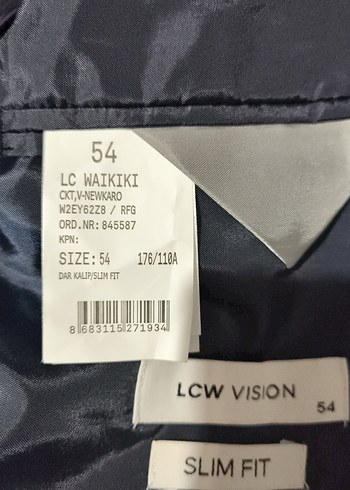 54
LC WAIKIKI
CKT,V-NEWKARO
W2EY62Z8 / RFG
ORD.NR:845587
KPN:
SIZE:54 176/110A
DAR KALIP/SLIM FIT
8 683115 271934
LCW VISION
54
SLIM FIT